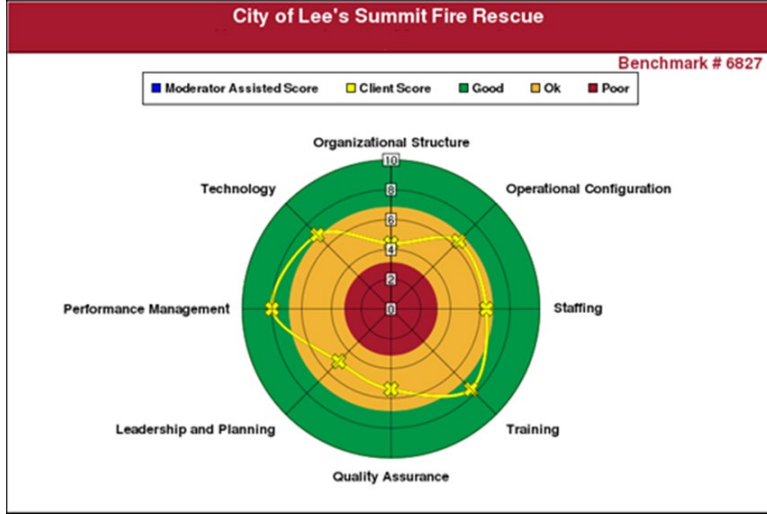 City of Lee's Summit Fire Rescue
Benchmark # 6827
Moderator Assisted Score Client Score Good Ok Poor
Organizational Structure
10
Technology
8
Operational Configuration
6
4
2
Performance Management
0
Staffing
Leadership and Planning
Training
Quality Assurance